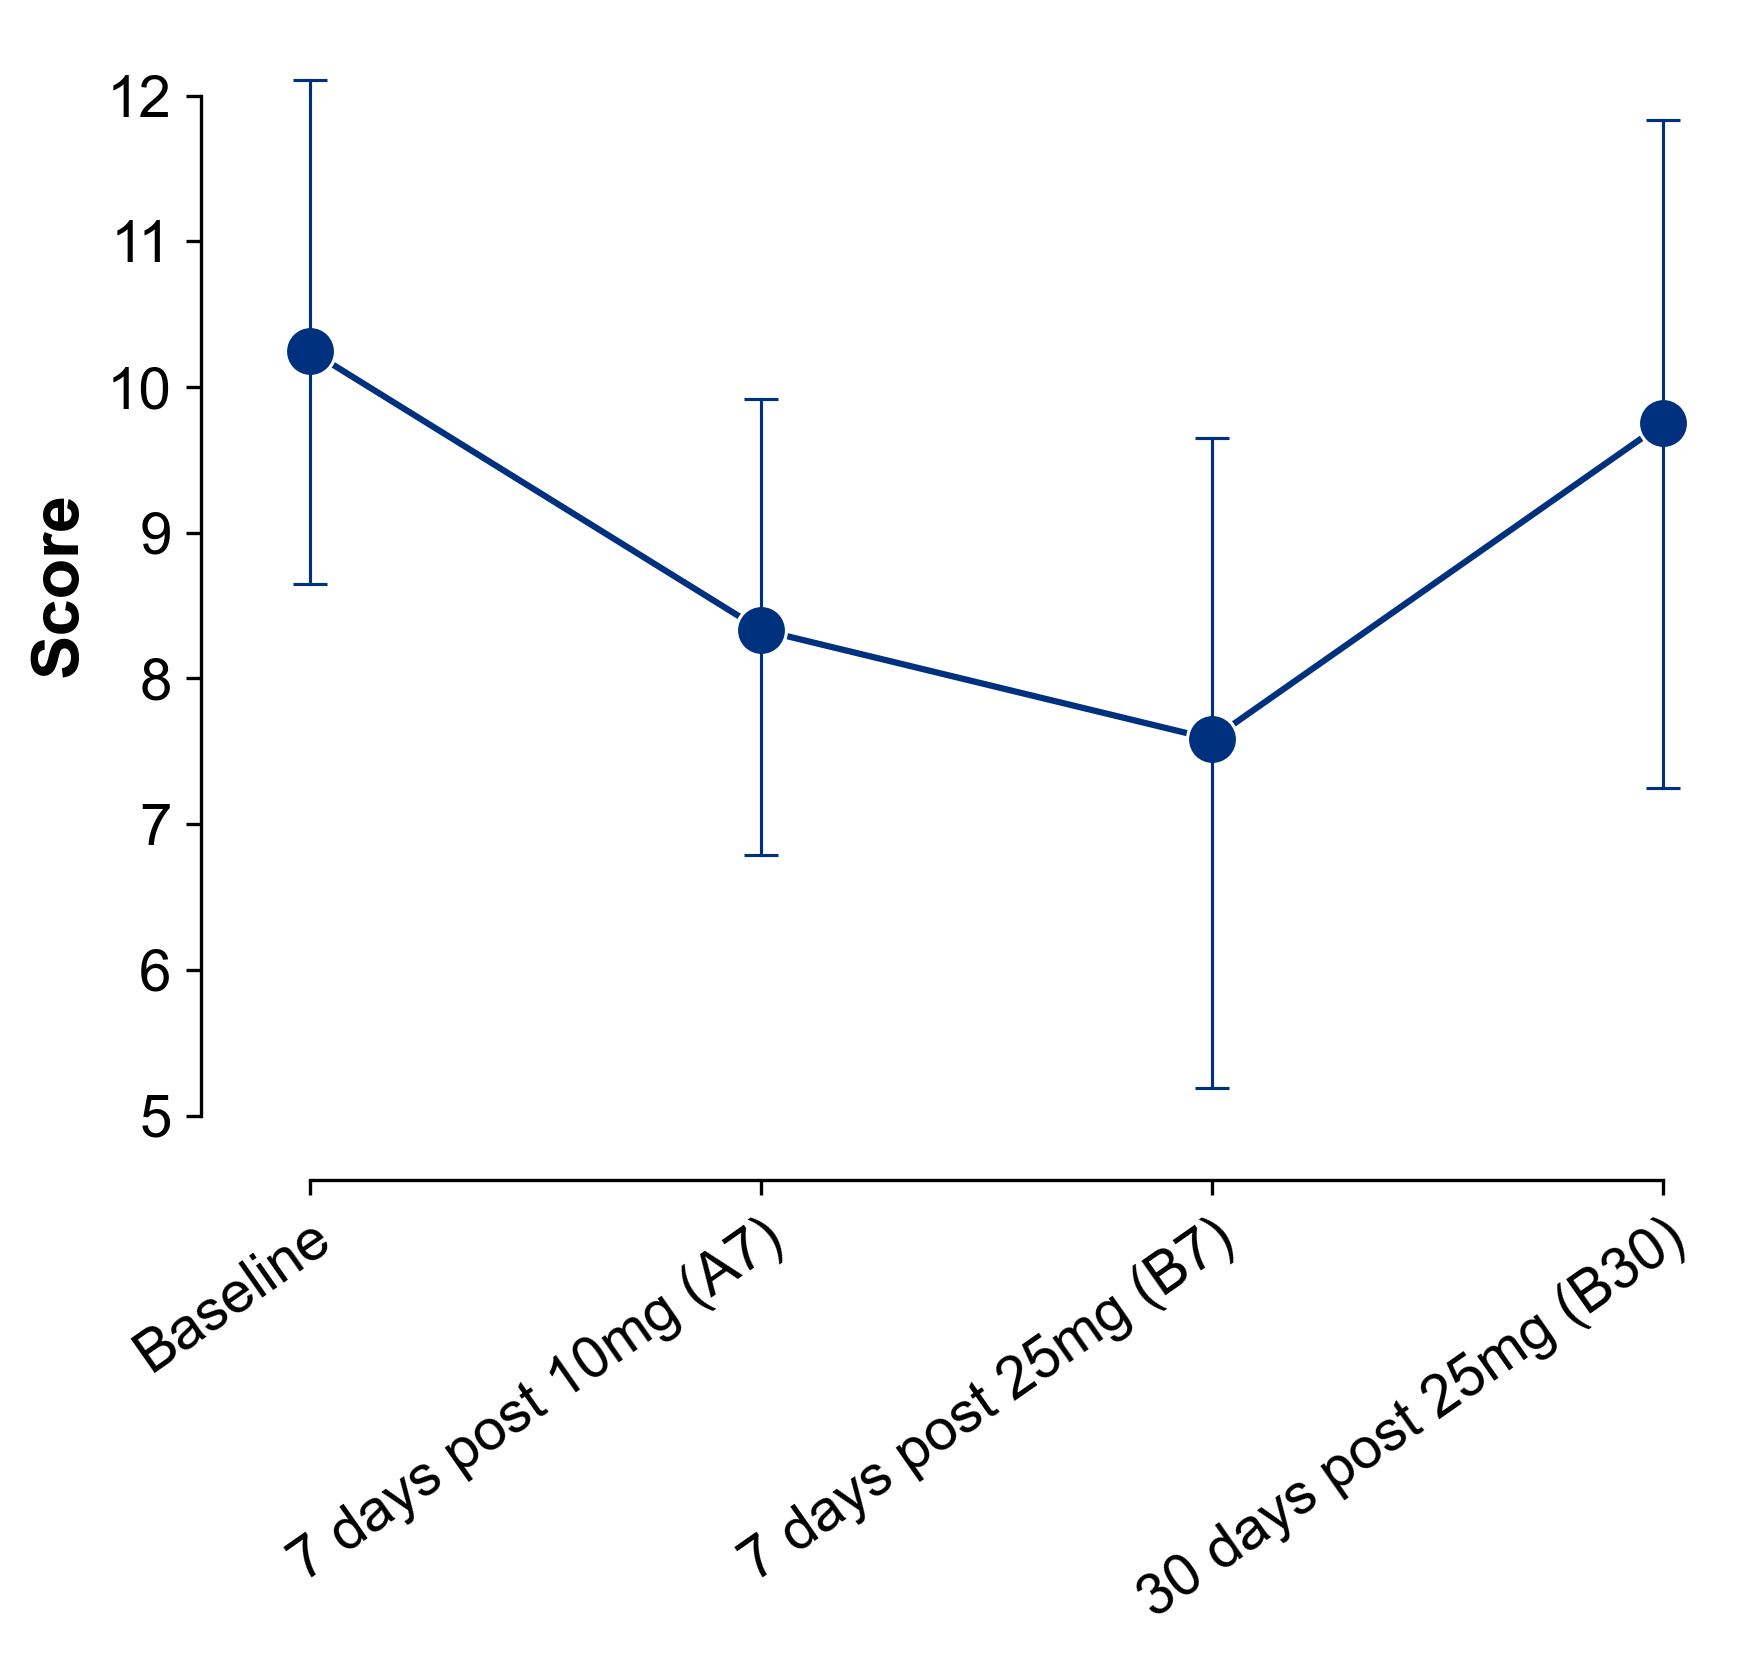 12
11
10
9
8
7
6
5
Score
Baseline
7 days post 10mg (A7)
7 days post 25mg (B7)
30 days post 25mg (B30)